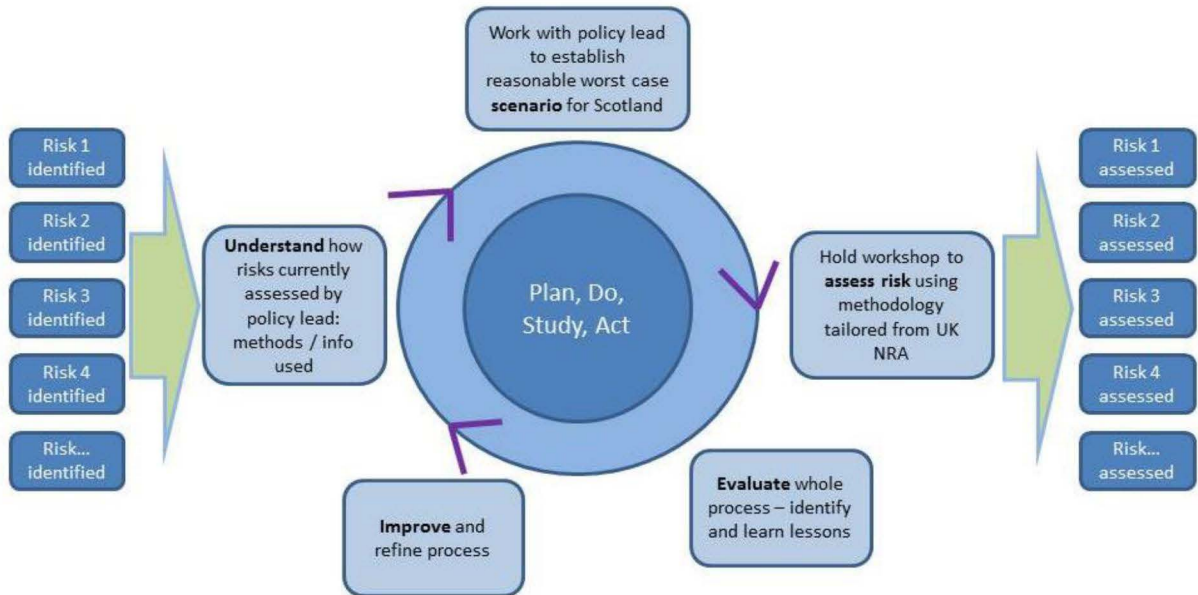 Work with policy lead
to establish
reasonable worst case
scenario for Scotland
Risk 1
identified
Risk 2
identified
Risk 3
identified
Risk 4
identified
Risk...
identified
Understand how
risks currently
assessed by
policy lead:
methods / info
used
Plan, Do,
Study, Act
Hold workshop to
assess risk using
methodology
tailored from UK
NRA
Evaluate whole
process – identify
and learn lessons
Improve and
refine process
Risk 1
assessed
Risk 2
assessed
Risk 3
assessed
Risk 4
assessed
Risk...
assessed